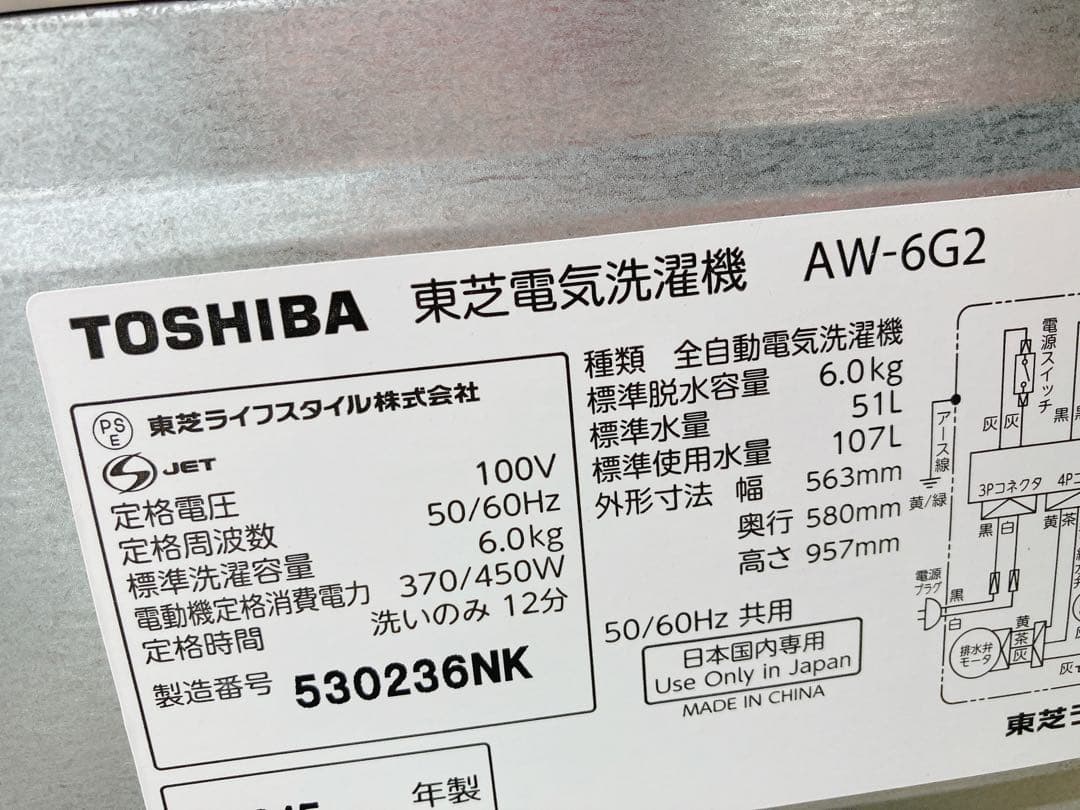 TOSHIBA 東芝電気洗濯機 AW-6G2
PS
E
東芝ライフスタイル株式会社
S JET
定格電圧 100V
定格周波数 50/60Hz
標準洗濯容量 6.0kg
電動機定格消費電力 370/450W
定格時間 洗いのみ 12分
製造番号 530236NK
年製
種類 全自動電気洗濯機
標準脱水容量 6.0kg
標準水量 51L
標準使用水量 107L
外形寸法 幅 563mm
奥行 580mm
高さ 957mm
50/60Hz 共用
日本国内専用
Use Only in Japan
MADE IN CHINA
電源スイッチ
灰 灰 黒
アース線
黄/緑
3Pコネクタ 4Pコ
黒 白 黄 茶
電源
プラグ
黒
白
排水弁
モータ
黄
茶
灰
灰
東芝ラ